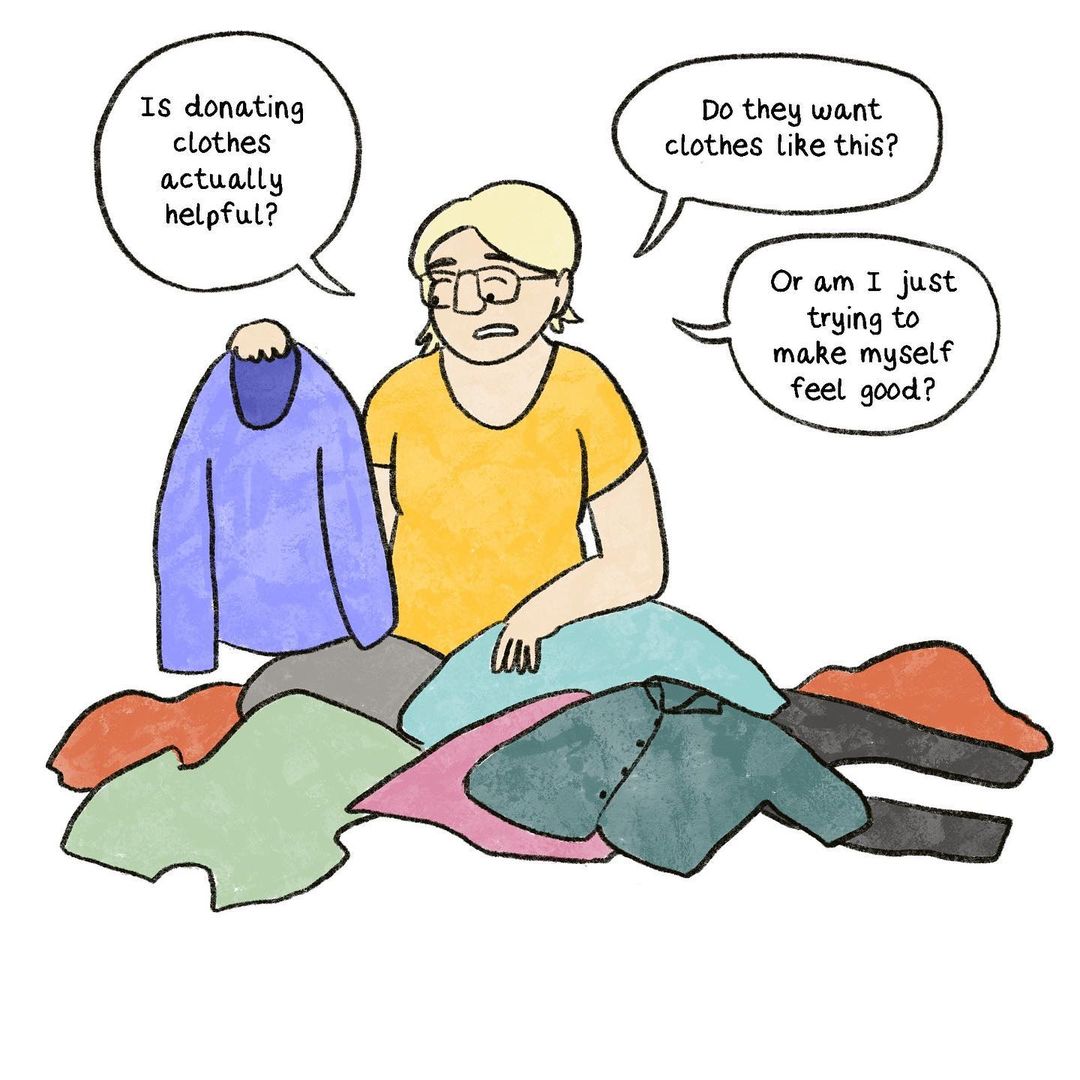 Is donating
clothes
actually
helpful?
Do they want
clothes like this?
Or am I just
trying to
make myself
feel good?